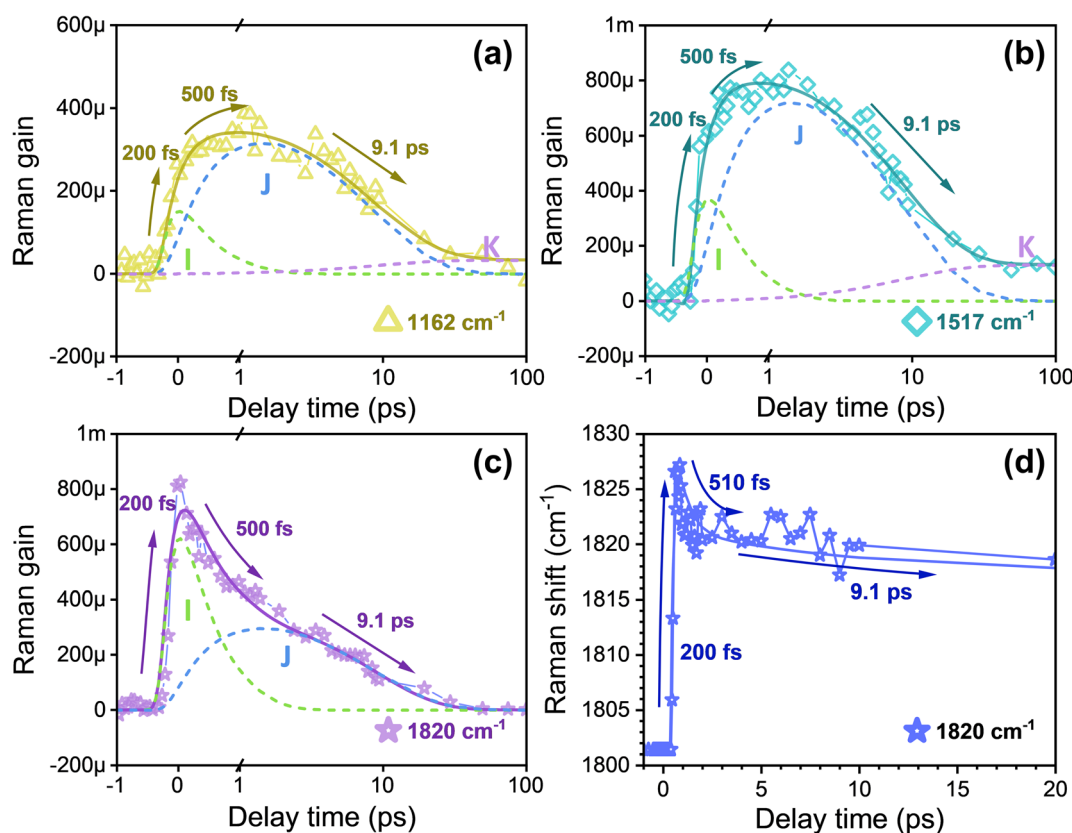 (a)
600µ
400µ
200µ
0
-200µ
Raman gain
200 fs
500 fs
9.1 ps
I
J
K
1162 cm⁻¹
-1
0
1
10
100
Delay time (ps)
(b)
1m
800µ
600µ
400µ
200µ
0
-200µ
Raman gain
200 fs
500 fs
9.1 ps
I
J
K
1517 cm⁻¹
-1
0
1
10
100
Delay time (ps)
(c)
1m
800µ
600µ
400µ
200µ
0
-200µ
Raman gain
200 fs
500 fs
9.1 ps
I
J
1820 cm⁻¹
-1
0
1
10
100
Delay time (ps)
(d)
1830
1825
1820
1815
1810
1805
1800
Raman shift (cm⁻¹)
510 fs
9.1 ps
200 fs
1820 cm⁻¹
0
5
10
15
20
Delay time (ps)